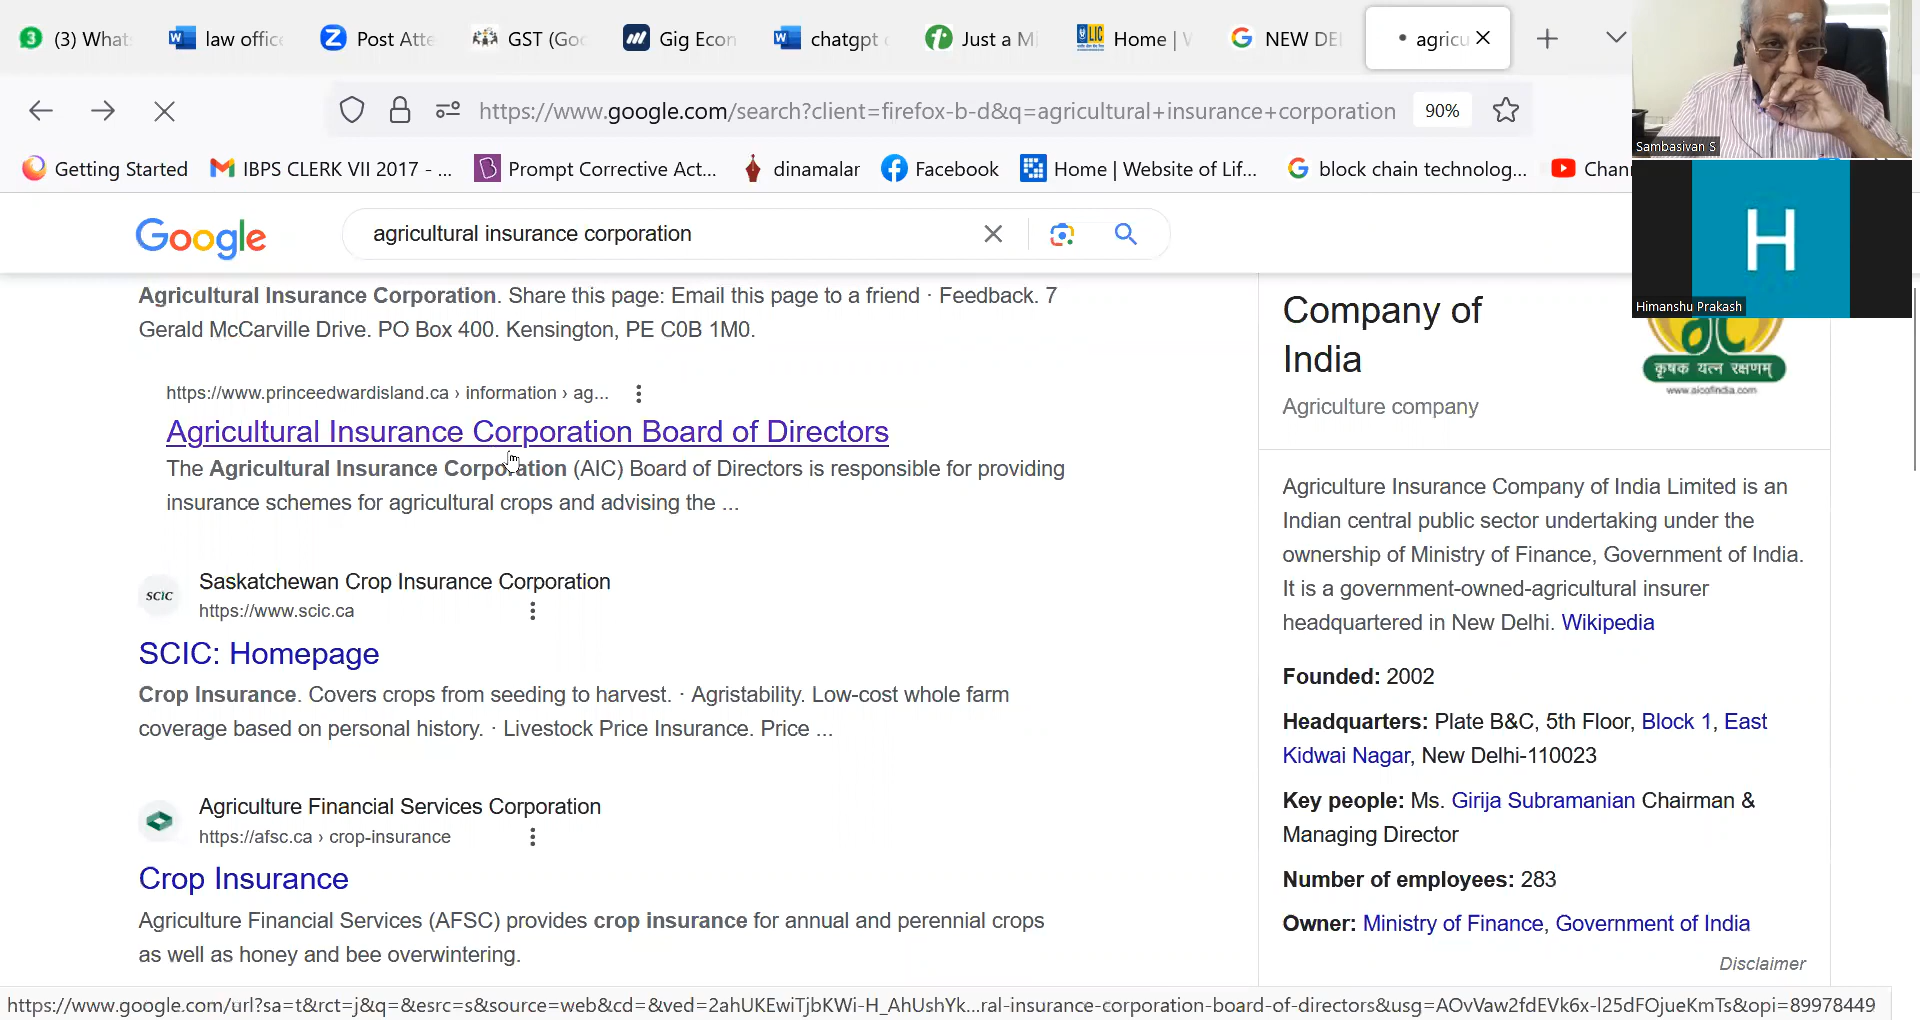 3 (3) What
W law offic
Z Post Atte
GST (Go
Gig Econ
W chatgpt
Just a M
LIC Home |
G NEW DE
• agricu
https://www.google.com/search?client=firefox-b-d&q=agricultural+insurance+corporation
90%
Getting Started
IBPS CLERK VII 2017 - ...
Prompt Corrective Act...
dinamalar
Facebook
Home | Website of Lif...
block chain technolog...
Chann
Sambasivan S
H
Himanshu Prakash
Google
agricultural insurance corporation
Agricultural Insurance Corporation. Share this page: Email this page to a friend · Feedback. 7
Gerald McCarville Drive. PO Box 400. Kensington, PE C0B 1M0.
https://www.princeedwardisland.ca › information › ag...
Agricultural Insurance Corporation Board of Directors
The Agricultural Insurance Corporation (AIC) Board of Directors is responsible for providing
insurance schemes for agricultural crops and advising the ...
SCIC
Saskatchewan Crop Insurance Corporation
https://www.scic.ca
SCIC: Homepage
Crop Insurance. Covers crops from seeding to harvest. · Agristability. Low-cost whole farm
coverage based on personal history. · Livestock Price Insurance. Price ...
Agriculture Financial Services Corporation
https://afsc.ca › crop-insurance
Crop Insurance
Agriculture Financial Services (AFSC) provides crop insurance for annual and perennial crops
as well as honey and bee overwintering.
Company of
India
Agriculture company
कृषक यत्न रक्षणम्
www.aicofindia.com
Agriculture Insurance Company of India Limited is an
Indian central public sector undertaking under the
ownership of Ministry of Finance, Government of India.
It is a government-owned-agricultural insurer
headquartered in New Delhi. Wikipedia
Founded: 2002
Headquarters: Plate B&C, 5th Floor, Block 1, East
Kidwai Nagar, New Delhi-110023
Key people: Ms. Girija Subramanian Chairman &
Managing Director
Number of employees: 283
Owner: Ministry of Finance, Government of India
Disclaimer
https://www.google.com/url?sa=t&rct=j&q=&esrc=s&source=web&cd=&ved=2ahUKEwiTjbKWi-H_AhUshYk...ral-insurance-corporation-board-of-directors&usg=AOvVaw2fdEVk6x-l25dFOjueKmTs&opi=89978449